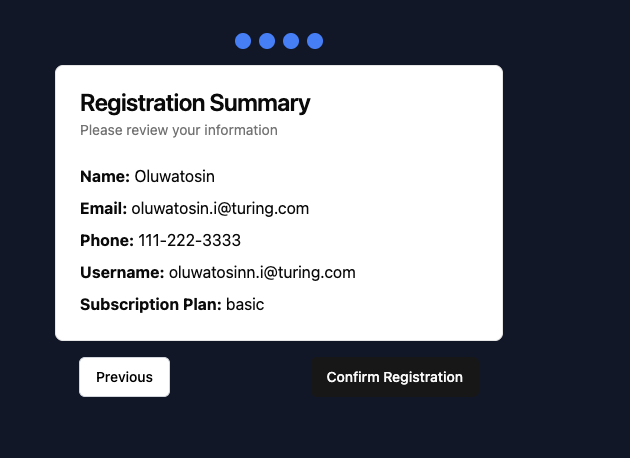 Registration Summary
Please review your information
Name: Oluwatosin
Email: oluwatosin.i@turing.com
Phone: 111-222-3333
Username: oluwatosinn.i@turing.com
Subscription Plan: basic
Previous
Confirm Registration